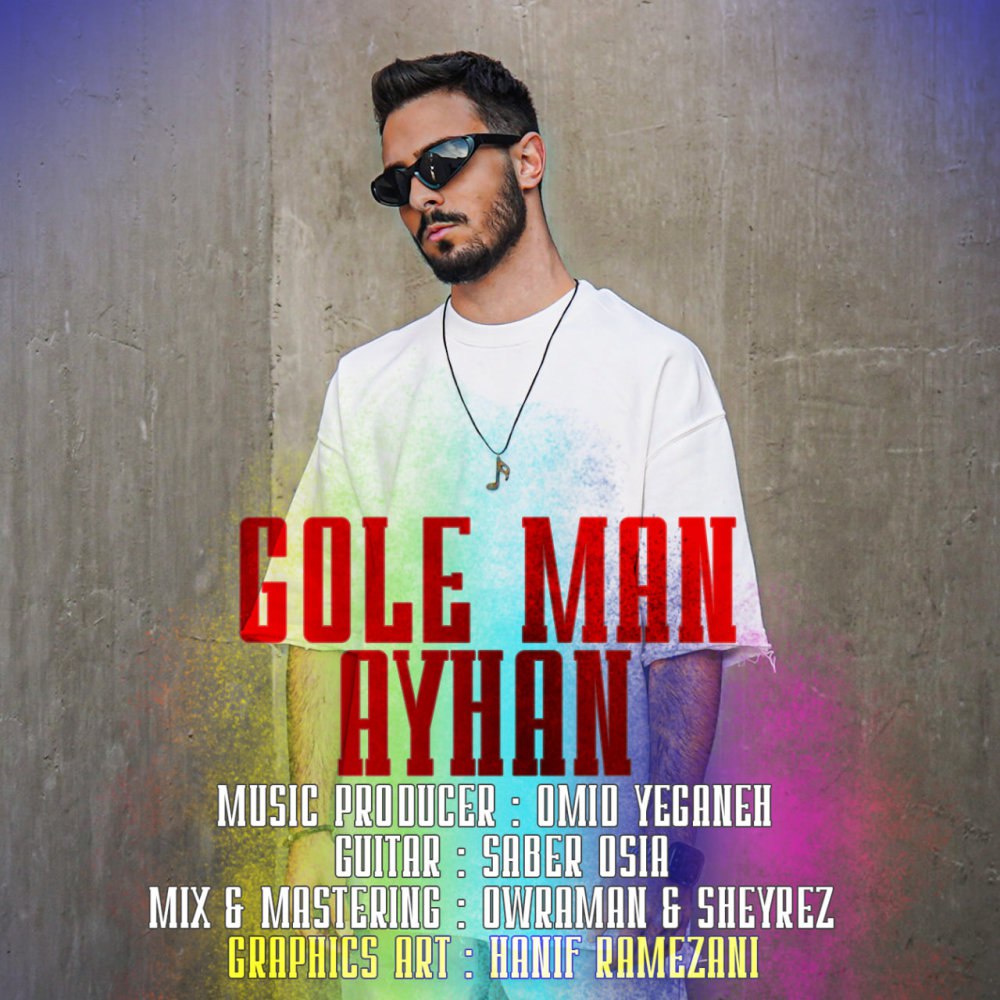 GOLE MAN
AYHAN
MUSIC PRODUCER : OMID YEGANEH
GUITAR : SABER OSIA
MIX & MASTERING : OWRAMAN & SHEYREZ
GRAPHICS ART : HANIF RAMEZANI